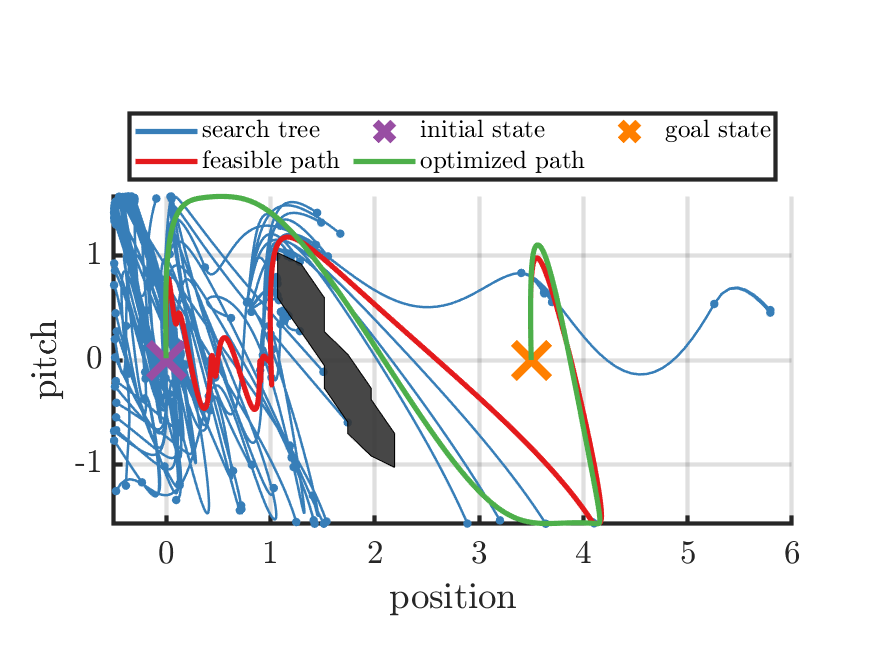 search tree initial state goal state
feasible path optimized path
1
0
-1
pitch
0 1 2 3 4 5 6
position